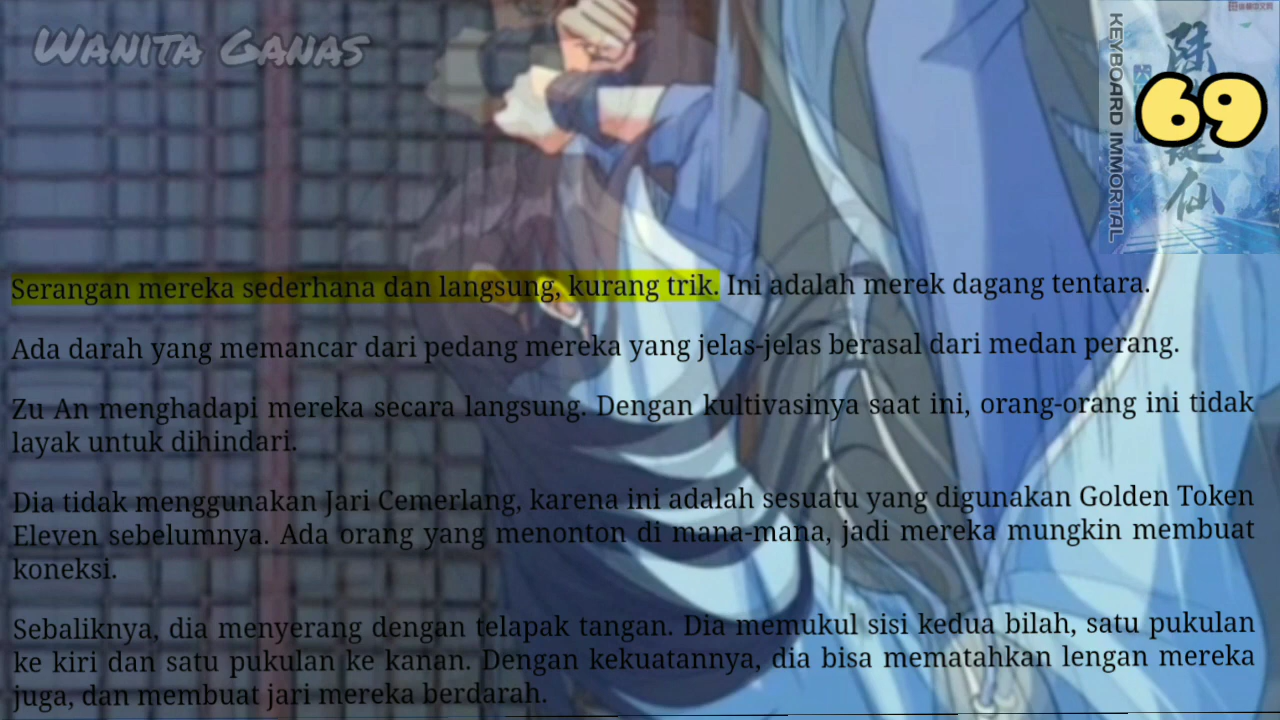 Wanita Ganas
KEYBOARD IMMORTAL
69
Serangan mereka sederhana dan langsung, kurang trik. Ini adalah merek dagang tentara.
Ada darah yang memancar dari pedang mereka yang jelas-jelas berasal dari medan perang.
Zu An menghadapi mereka secara langsung. Dengan kultivasinya saat ini, orang-orang ini tidak
layak untuk dihindari.
Dia tidak menggunakan Jari Cemerlang, karena ini adalah sesuatu yang digunakan Golden Token
Eleven sebelumnya. Ada orang yang menonton di mana-mana, jadi mereka mungkin membuat
koneksi.
Sebaliknya, dia menyerang dengan telapak tangan. Dia memukul sisi kedua bilah, satu pukulan
ke kiri dan satu pukulan ke kanan. Dengan kekuatannya, dia bisa mematahkan lengan mereka
juga, dan membuat jari mereka berdarah.